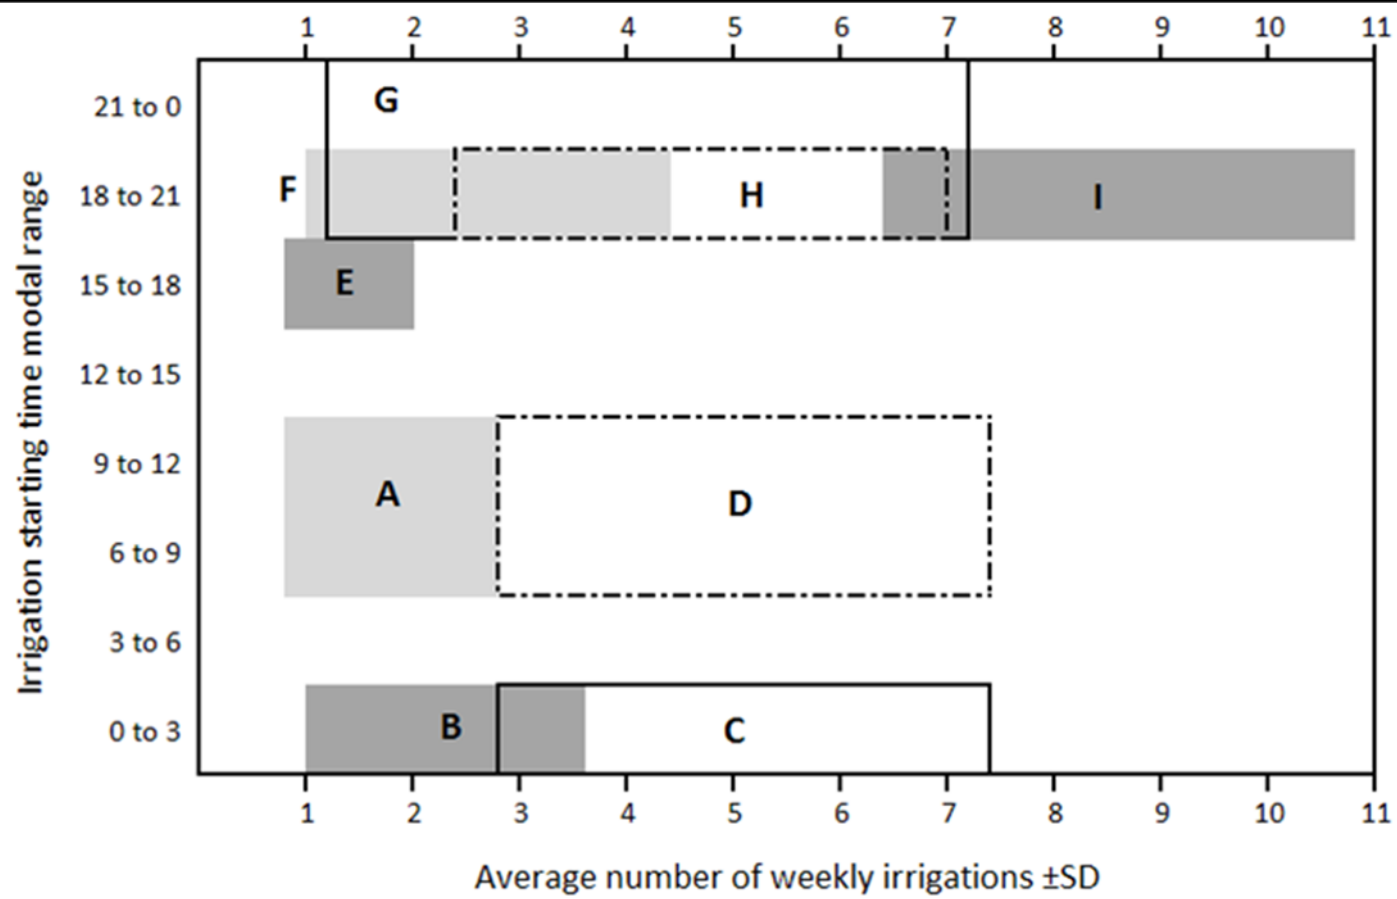 1 2 3 4 5 6 7 8 9 10 11
G
21 to 0
F
18 to 21
H
I
E
15 to 18
12 to 15
9 to 12
A
D
6 to 9
3 to 6
B
C
0 to 3
Irrigation starting time modal range
1 2 3 4 5 6 7 8 9 10 11
Average number of weekly irrigations ±SD